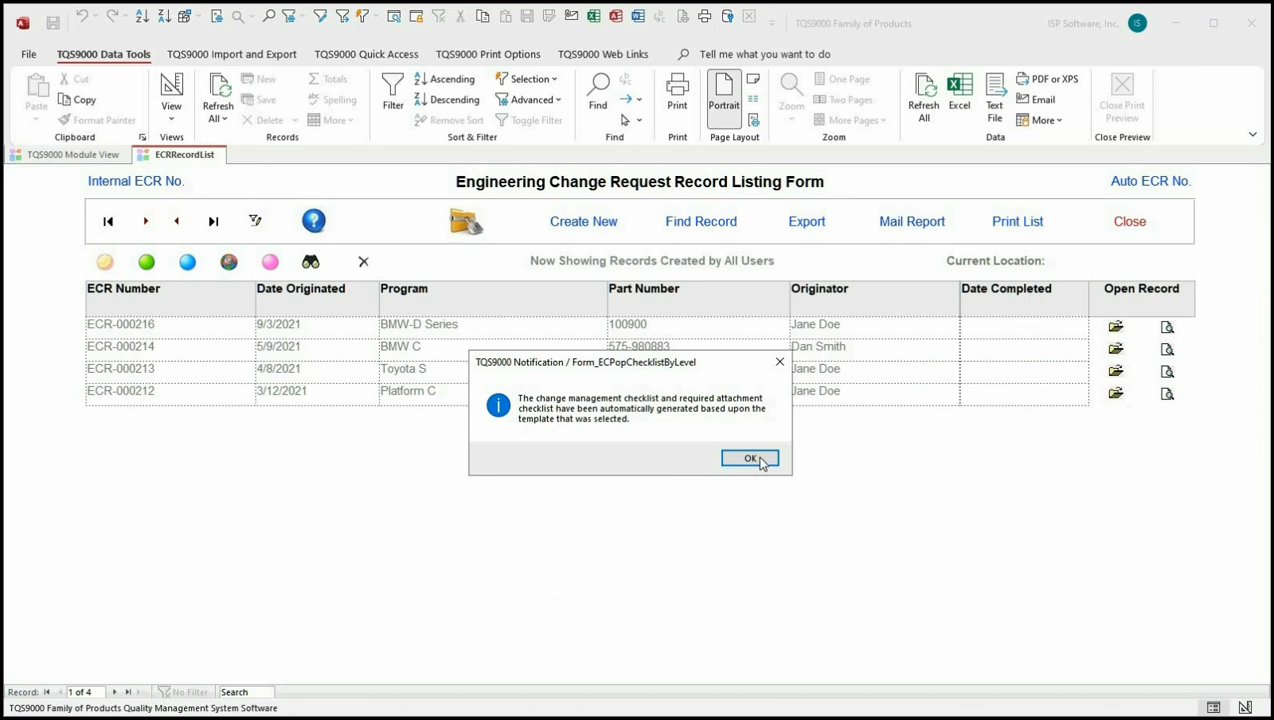 TQS9000 Family of Products
ISP Software, Inc.
IS
File
TQS9000 Data Tools
TQS9000 Import and Export
TQS9000 Quick Access
TQS9000 Print Options
TQS9000 Web Links
Tell me what you want to do
Paste
Cut
Copy
Format Painter
Clipboard
View
Views
Refresh All
New
Save
Delete
Totals
Spelling
More
Records
Filter
Ascending
Descending
Remove Sort
Selection
Advanced
Toggle Filter
Sort & Filter
Find
Find
Print
Print
Portrait
Page Layout
Zoom
One Page
Two Pages
More Pages
Zoom
Refresh All
Excel
Text File
PDF or XPS
Email
More
Data
Close Print Preview
Close Preview
TQS9000 Module View
ECRRecordList
Internal ECR No.
Engineering Change Request Record Listing Form
Auto ECR No.
Create New
Find Record
Export
Mail Report
Print List
Close
Now Showing Records Created by All Users
Current Location:
ECR Number Date Originated Program Part Number Originator Date Completed Open Record
ECR-000216 9/3/2021 BMW-D Series 100900 Jane Doe
ECR-000214 5/9/2021 BMW C 575-980883 Dan Smith
ECR-000213 4/8/2021 Toyota S Jane Doe
ECR-000212 3/12/2021 Platform C Jane Doe
TQS9000 Notification / Form_ECPopChecklistByLevel
The change management checklist and required attachment
checklist have been automatically generated based upon the
template that was selected.
OK
Record: 1 of 4 No Filter Search
TQS9000 Family of Products Quality Management System Software